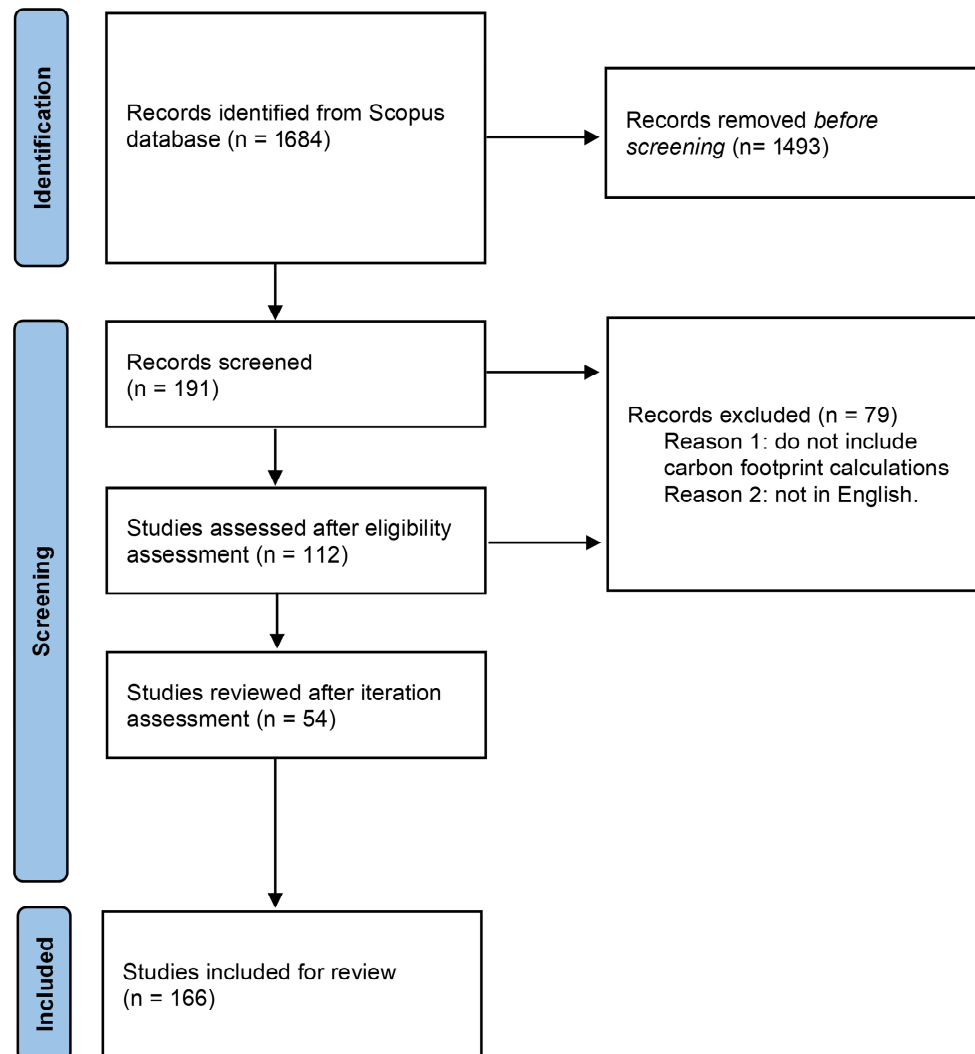 Identification
Records identified from Scopus
database (n = 1684)
Records removed before
screening (n= 1493)
Screening
Records screened
(n = 191)
Records excluded (n = 79)
Reason 1: do not include
carbon footprint calculations
Reason 2: not in English.
Studies assessed after eligibility
assessment (n = 112)
Studies reviewed after iteration
assessment (n = 54)
Included
Studies included for review
(n = 166)